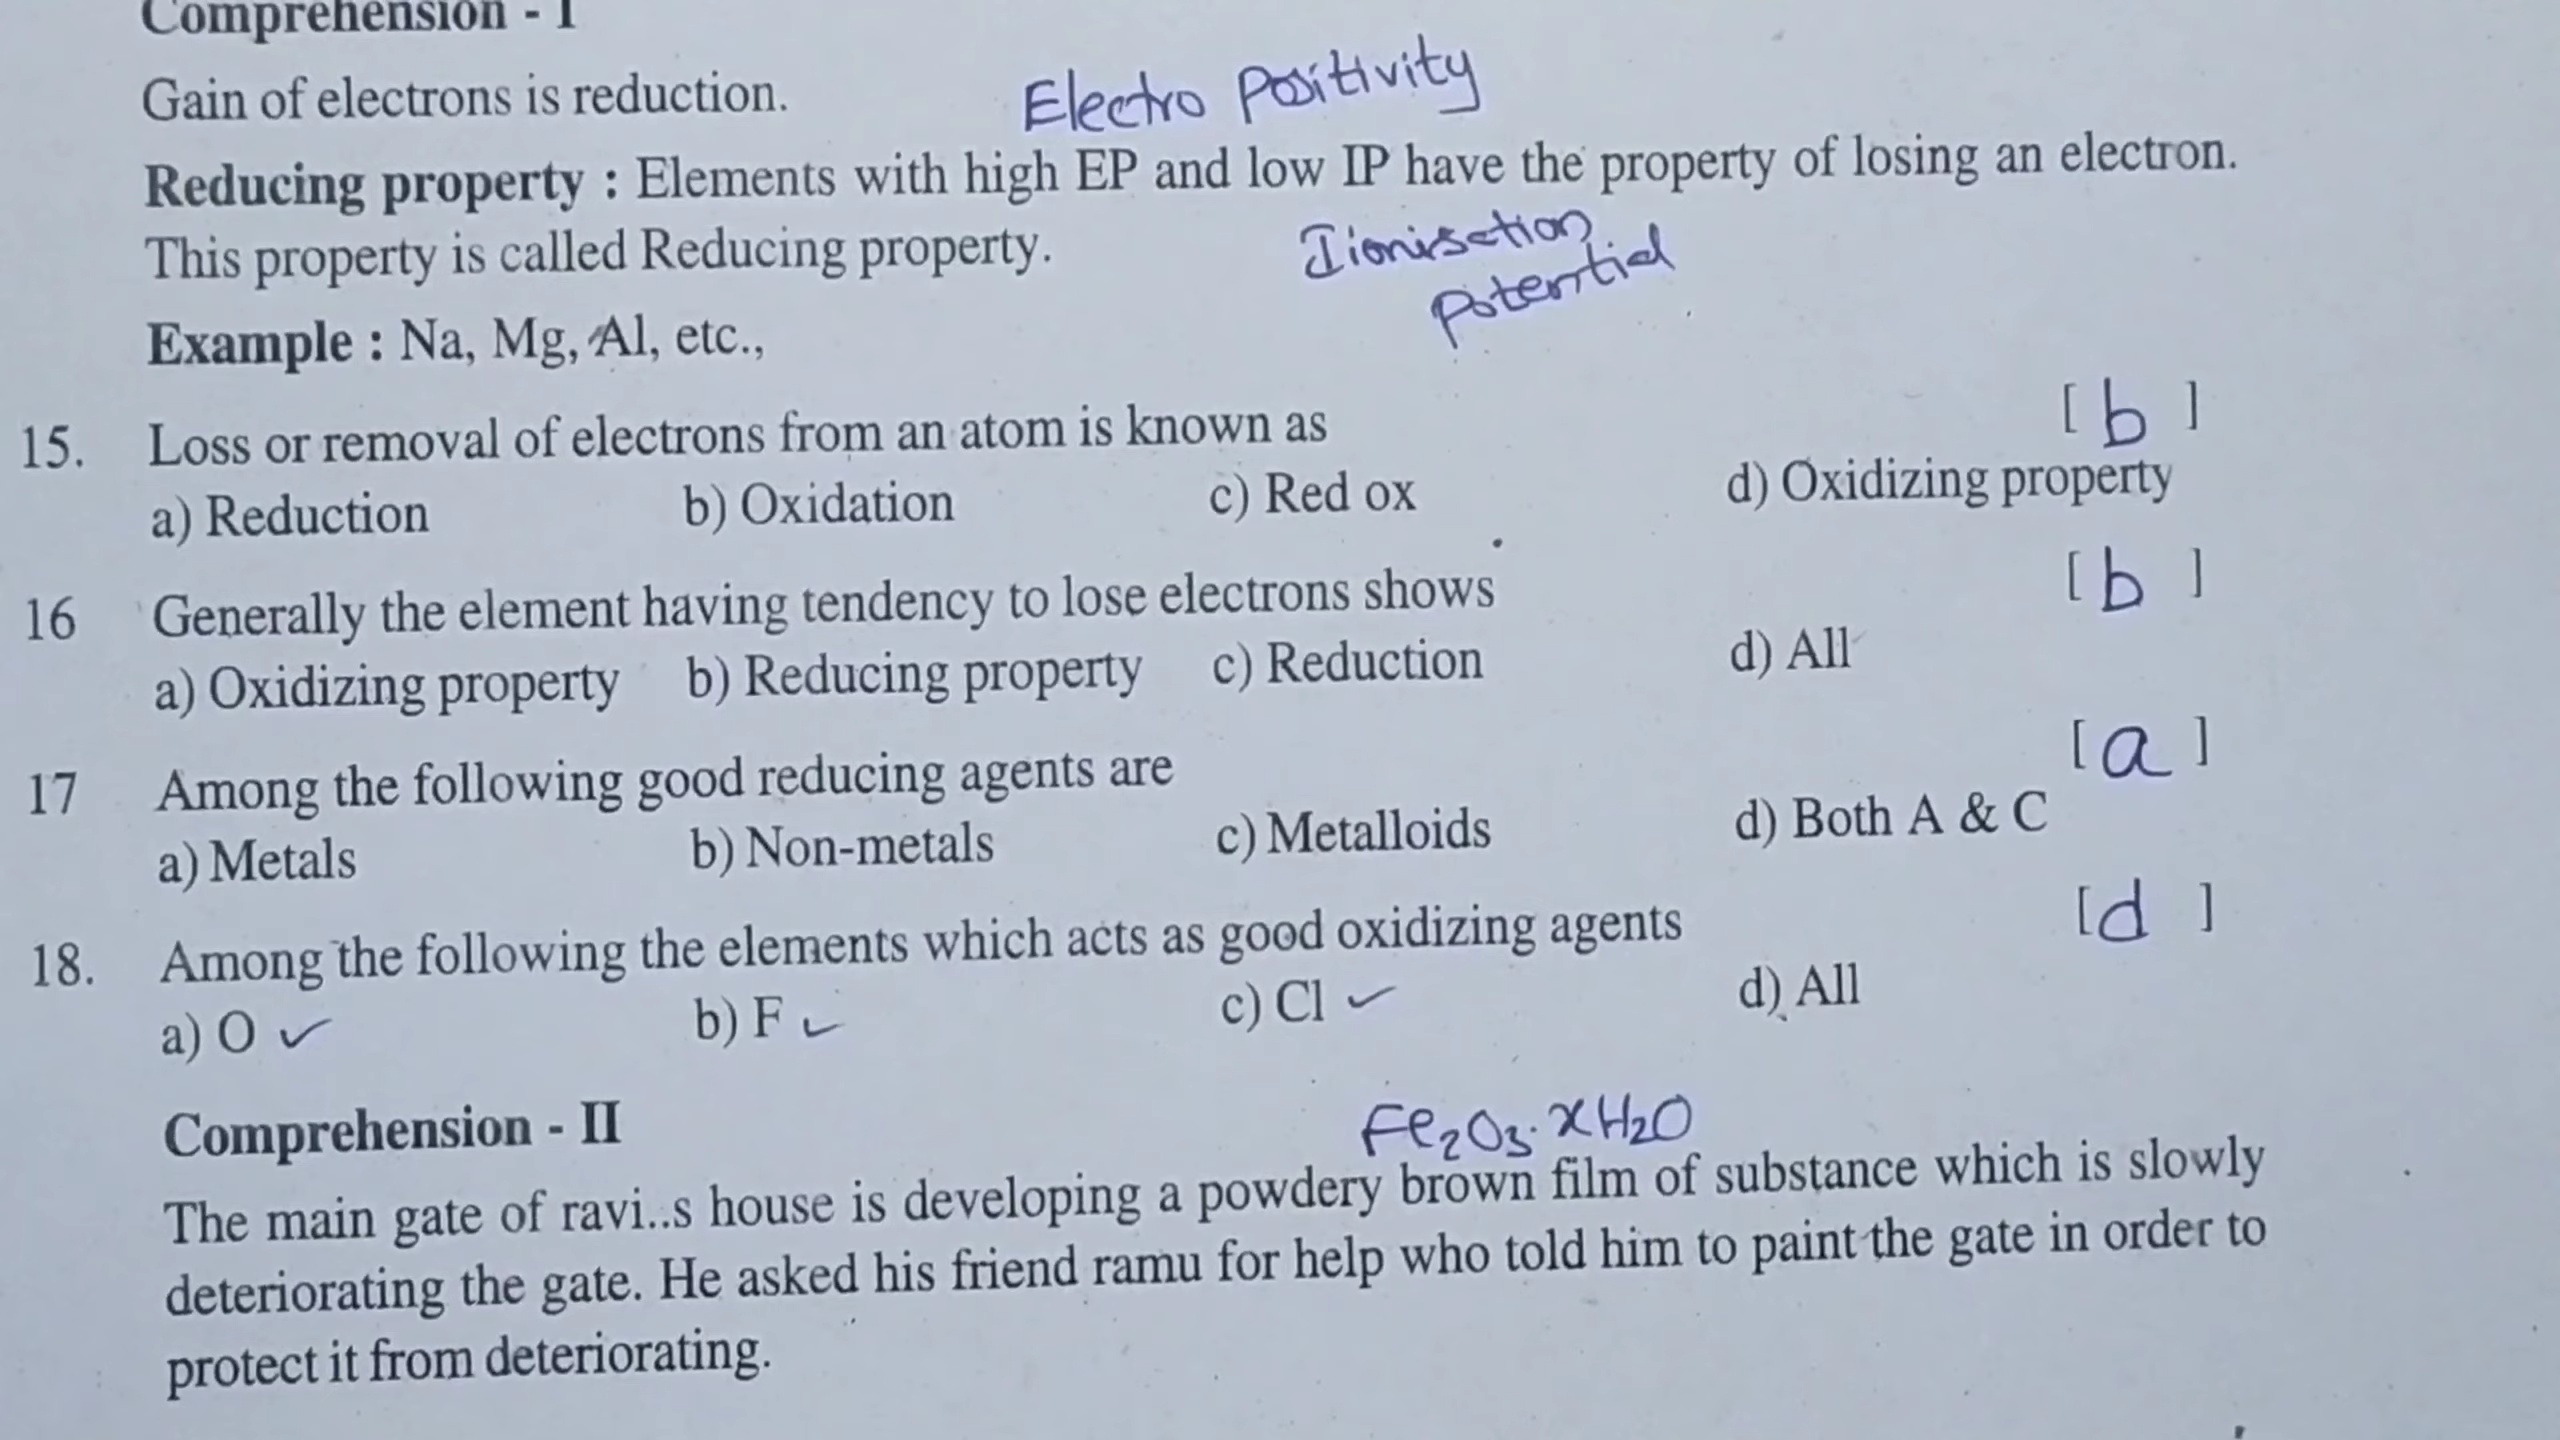 Comprehension - I
Gain of electrons is reduction.
Electro Positivity
Reducing property : Elements with high EP and low IP have the property of losing an electron.
This property is called Reducing property.
Iionisation
Potential
Example : Na, Mg, Al, etc.,
15. Loss or removal of electrons from an atom is known as [ b ]
a) Reduction b) Oxidation c) Red ox d) Oxidizing property
16 Generally the element having tendency to lose electrons shows [ b ]
a) Oxidizing property b) Reducing property c) Reduction d) All
17 Among the following good reducing agents are [ a ]
a) Metals b) Non-metals c) Metalloids d) Both A & C
18. Among the following the elements which acts as good oxidizing agents [ d ]
a) O ✓ b) F ✓ c) Cl ✓ d) All
Comprehension - II
Fe₂O₃·xH₂O
The main gate of ravi..s house is developing a powdery brown film of substance which is slowly
deteriorating the gate. He asked his friend ramu for help who told him to paint the gate in order to
protect it from deteriorating.